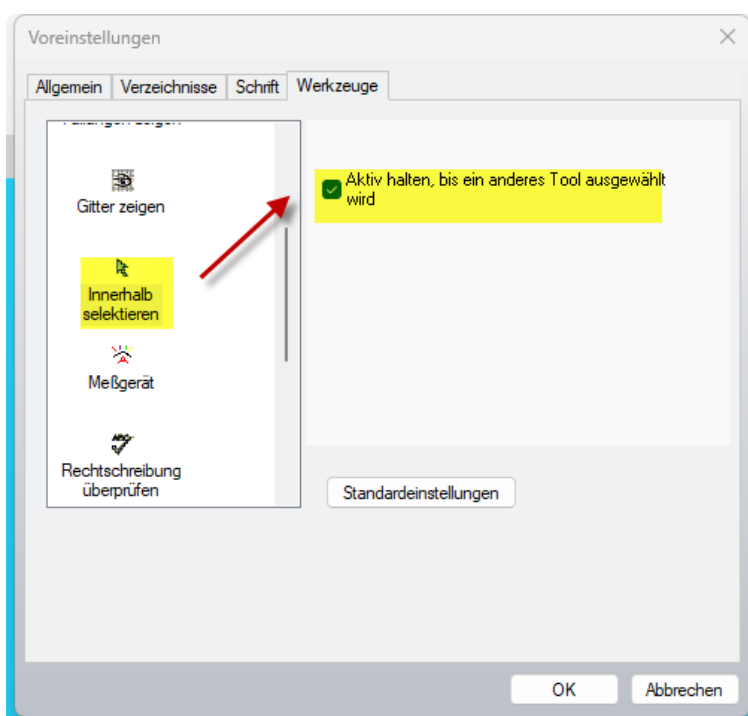 Voreinstellungen
Allgemein Verzeichnisse Schrift Werkzeuge
zeigen
Gitter zeigen
Innerhalb
selektieren
Meßgerät
Rechtschreibung
überprüfen
Aktiv halten, bis ein anderes Tool ausgewählt
wird
Standardeinstellungen
OK Abbrechen